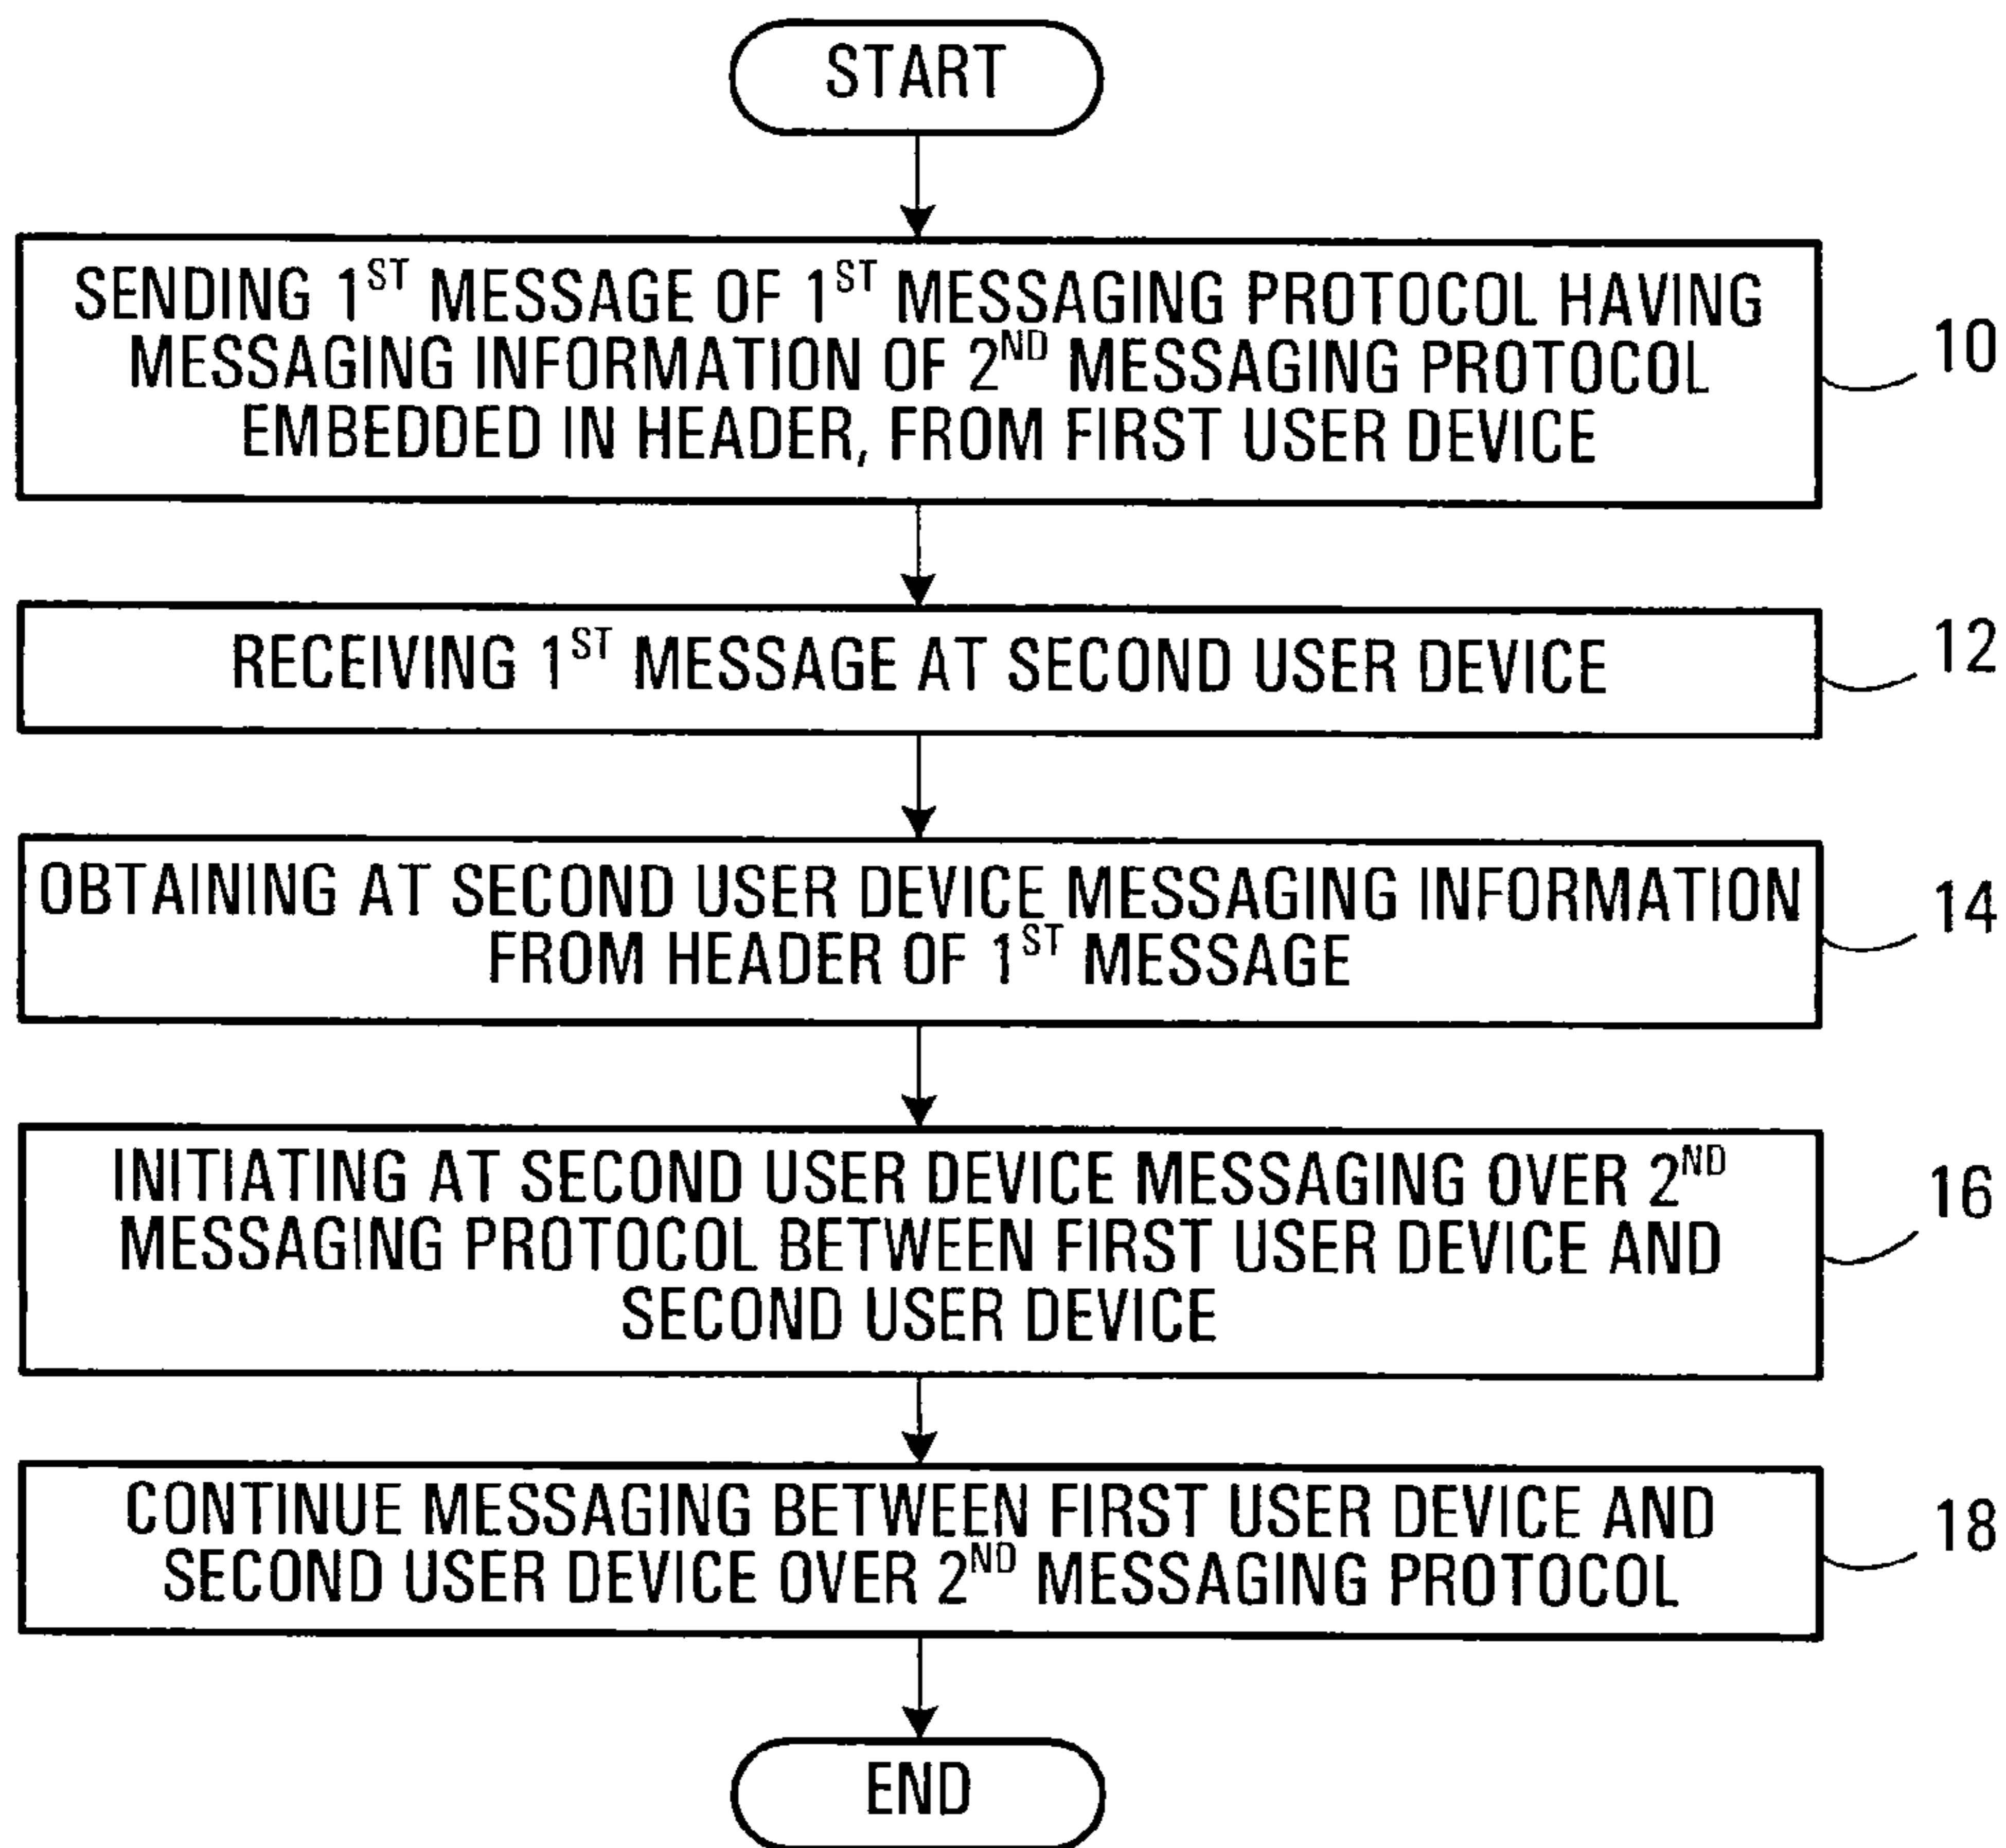 START
SENDING 1ST MESSAGE OF 1ST MESSAGING PROTOCOL HAVING
MESSAGING INFORMATION OF 2ND MESSAGING PROTOCOL
EMBEDDED IN HEADER, FROM FIRST USER DEVICE
10
RECEIVING 1ST MESSAGE AT SECOND USER DEVICE
12
OBTAINING AT SECOND USER DEVICE MESSAGING INFORMATION
FROM HEADER OF 1ST MESSAGE
14
INITIATING AT SECOND USER DEVICE MESSAGING OVER 2ND
MESSAGING PROTOCOL BETWEEN FIRST USER DEVICE AND
SECOND USER DEVICE
16
CONTINUE MESSAGING BETWEEN FIRST USER DEVICE AND
SECOND USER DEVICE OVER 2ND MESSAGING PROTOCOL
18
END